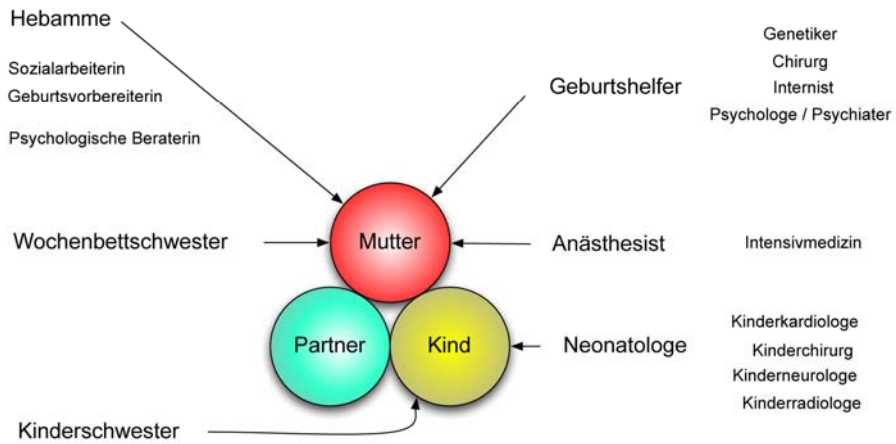 Hebamme
Sozialarbeiterin
Geburtsvorbereiterin
Psychologische Beraterin
Geburtshelfer
Genetiker
Chirurg
Internist
Psychologe / Psychiater
Wochenbettschwester
Mutter
Anästhesist
Intensivmedizin
Partner
Kind
Neonatologe
Kinderkardiologe
Kinderchirurg
Kinderneurologe
Kinderradiologe
Kinderschwester